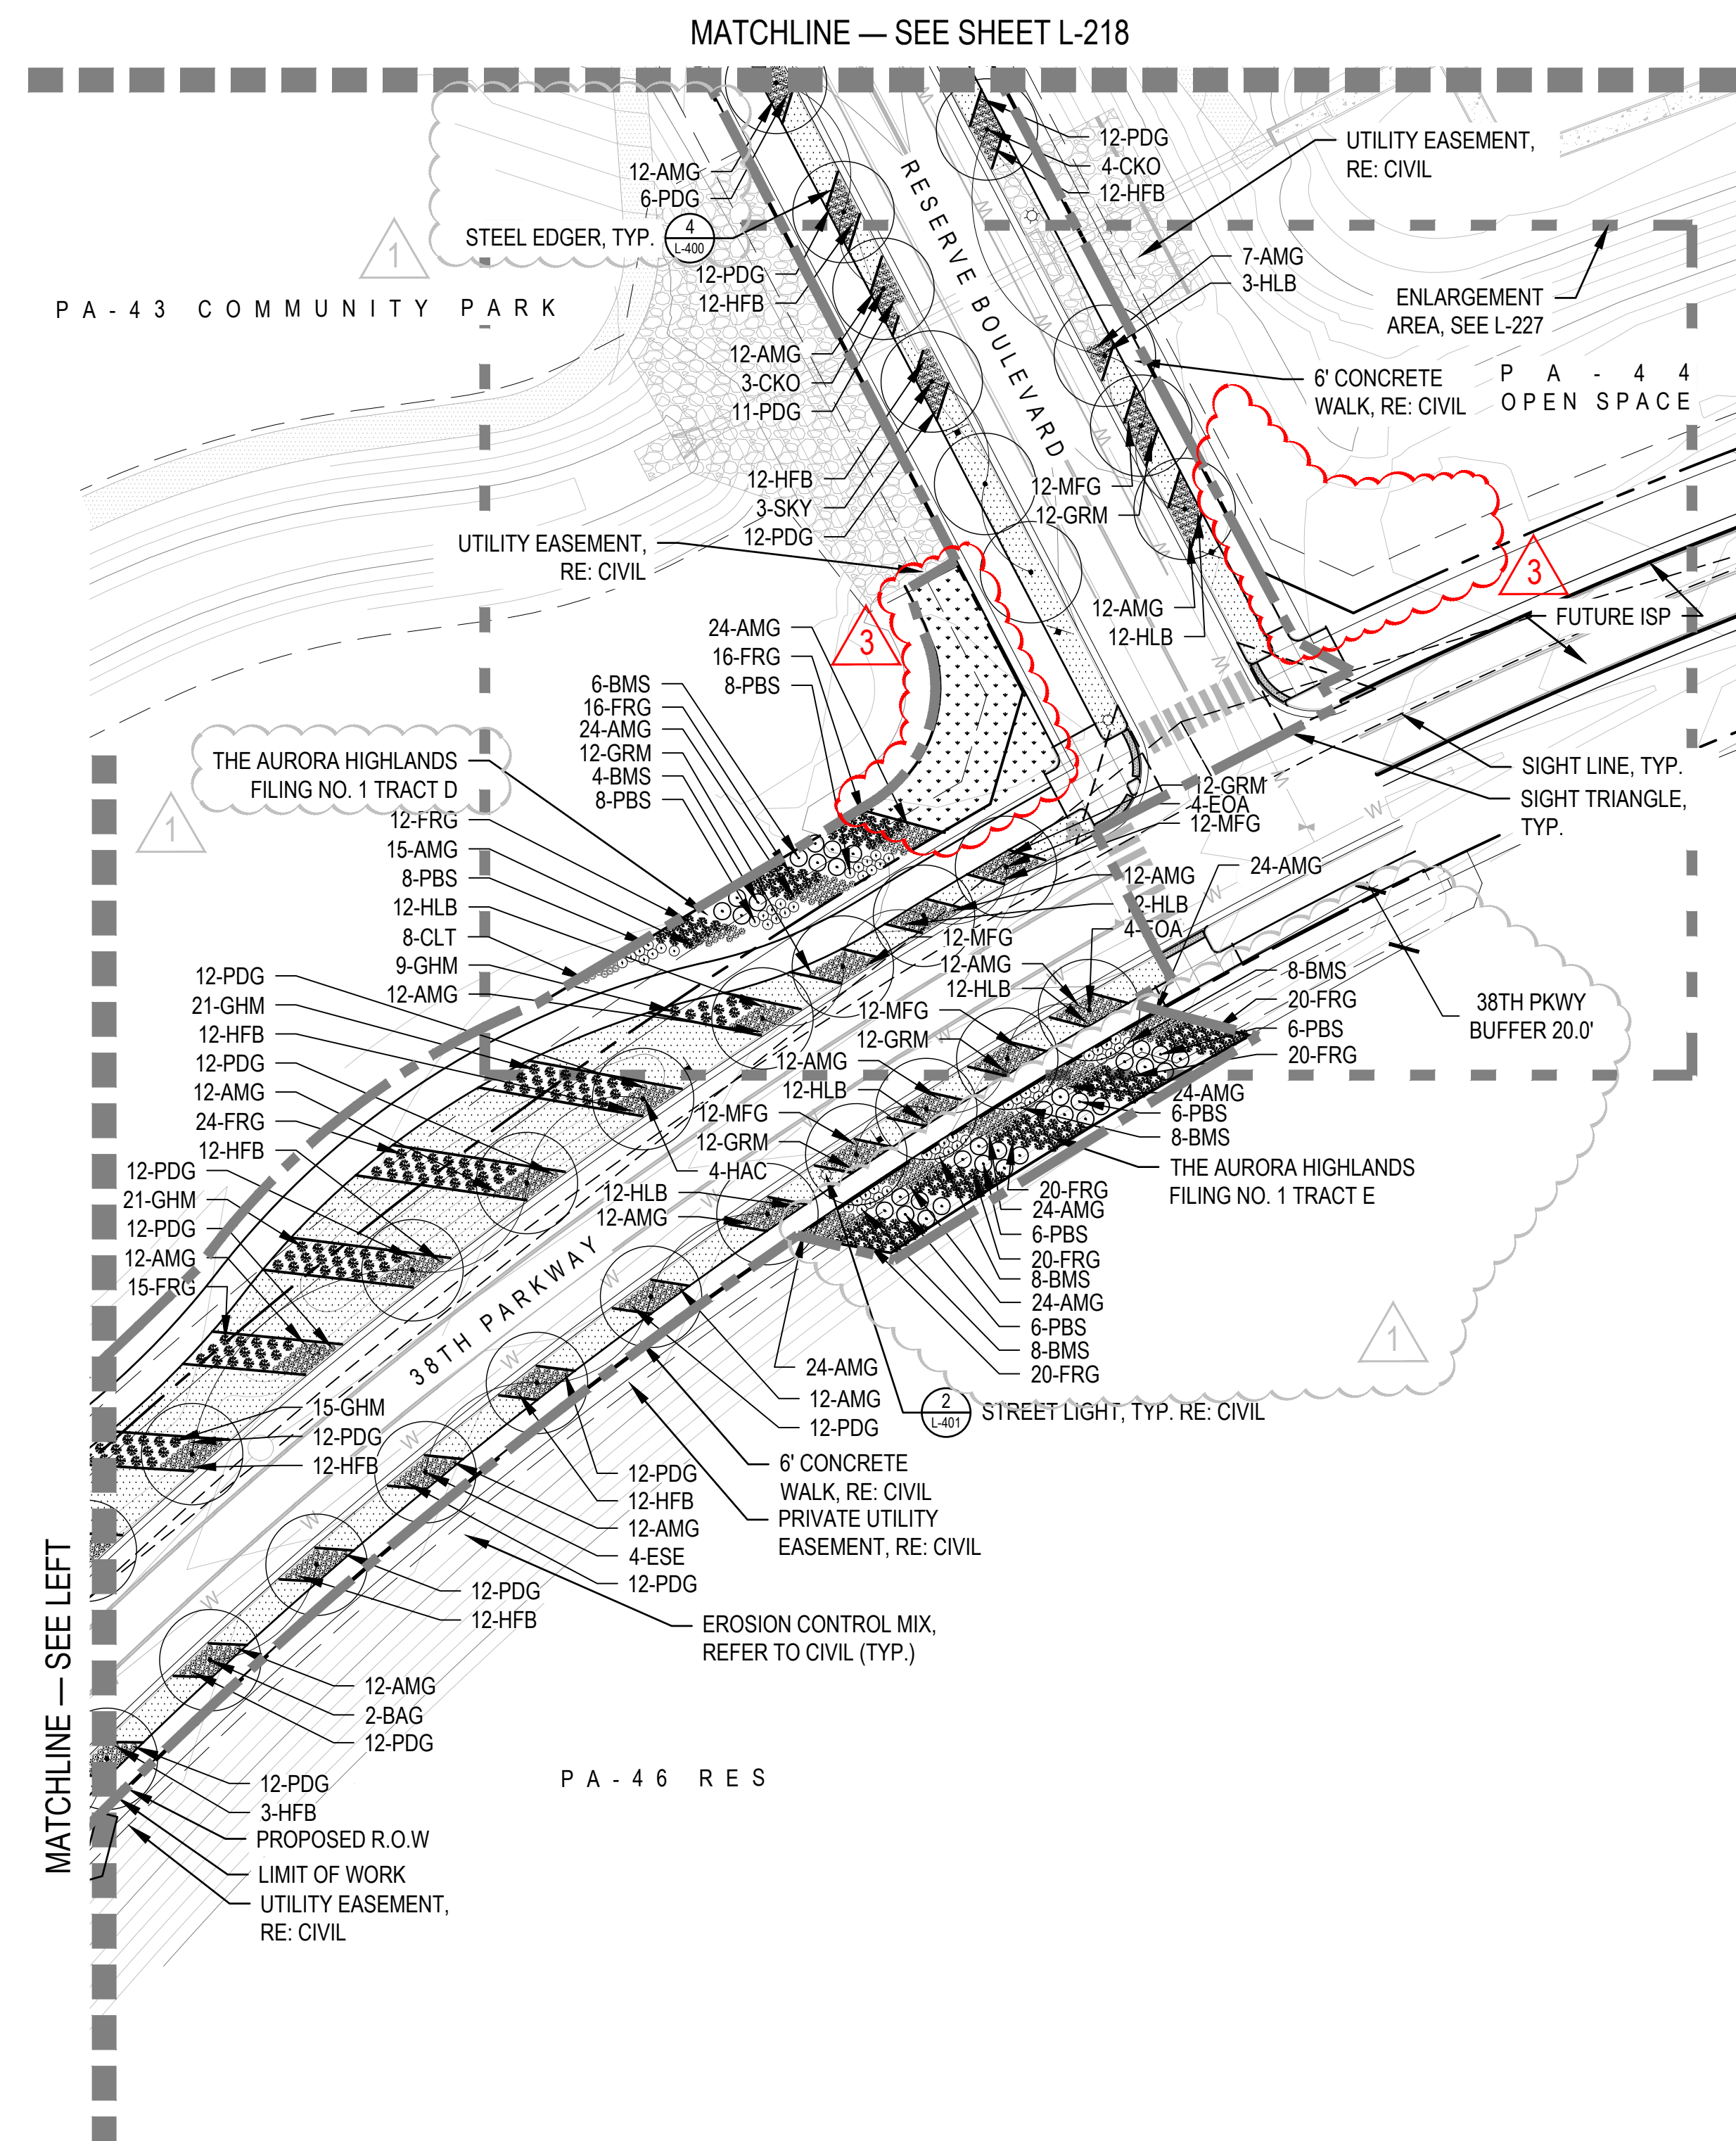 MATCHLINE — SEE SHEET L-218
12-AMG
6-PDG
STEEL EDGER, TYP.
4
L-400
1
12-PDG
12-HFB
PA-43 COMMUNITY PARK
12-AMG
3-CKO
11-PDG
12-HFB
3-SKY
12-PDG
RESERVE BOULEVARD
12-PDG
4-CKO
12-HFB
UTILITY EASEMENT,
RE: CIVIL
7-AMG
3-HLB
ENLARGEMENT
AREA, SEE L-227
6' CONCRETE
WALK, RE: CIVIL
PA-44
OPEN SPACE
12-MFG
12-GRM
UTILITY EASEMENT,
RE: CIVIL
12-AMG
12-HLB
3
FUTURE ISP
24-AMG
16-FRG
8-PBS
3
6-BMS
16-FRG
24-AMG
12-GRM
4-BMS
8-PBS
THE AURORA HIGHLANDS
FILING NO. 1 TRACT D
1
12-FRG
15-AMG
8-PBS
12-HLB
8-CLT
9-GHM
12-AMG
SIGHT LINE, TYP.
SIGHT TRIANGLE,
TYP.
12-GRM
4-EOA
12-MFG
12-AMG
12-HLB
4-EOA
24-AMG
12-MFG
12-AMG
12-HLB
12-MFG
12-GRM
12-AMG
12-HLB
12-MFG
12-GRM
4-HAC
12-HLB
12-AMG
12-PDG
21-GHM
12-HFB
12-PDG
12-AMG
24-FRG
12-HFB
12-PDG
21-GHM
12-PDG
12-AMG
15-FRG
8-BMS
20-FRG
6-PBS
20-FRG
38TH PKWY
BUFFER 20.0'
24-AMG
6-PBS
8-BMS
THE AURORA HIGHLANDS
FILING NO. 1 TRACT E
20-FRG
24-AMG
6-PBS
20-FRG
8-BMS
24-AMG
6-PBS
8-BMS
20-FRG
1
38TH PARKWAY
24-AMG
12-AMG
12-PDG
2
L-401
STREET LIGHT, TYP. RE: CIVIL
15-GHM
12-PDG
12-HFB
6' CONCRETE
WALK, RE: CIVIL
PRIVATE UTILITY
EASEMENT, RE: CIVIL
12-PDG
12-HFB
12-AMG
4-ESE
12-PDG
12-PDG
12-HFB
EROSION CONTROL MIX,
REFER TO CIVIL (TYP.)
12-AMG
2-BAG
12-PDG
PA-46 RES
12-PDG
3-HFB
PROPOSED R.O.W
LIMIT OF WORK
UTILITY EASEMENT,
RE: CIVIL
MATCHLINE — SEE LEFT
W
W
W
W
W
W
W
W
W
W
W
W
W